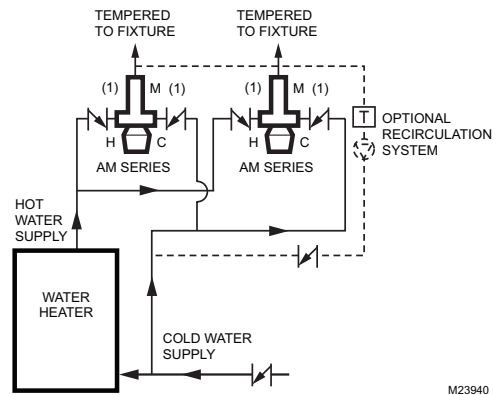 TEMPERED
TO FIXTURE
TEMPERED
TO FIXTURE
(1) M (1)
(1) M (1)
T OPTIONAL
RECIRCULATION
SYSTEM
H C
H C
AM SERIES
AM SERIES
HOT
WATER
SUPPLY
WATER
HEATER
COLD WATER
SUPPLY
M23940